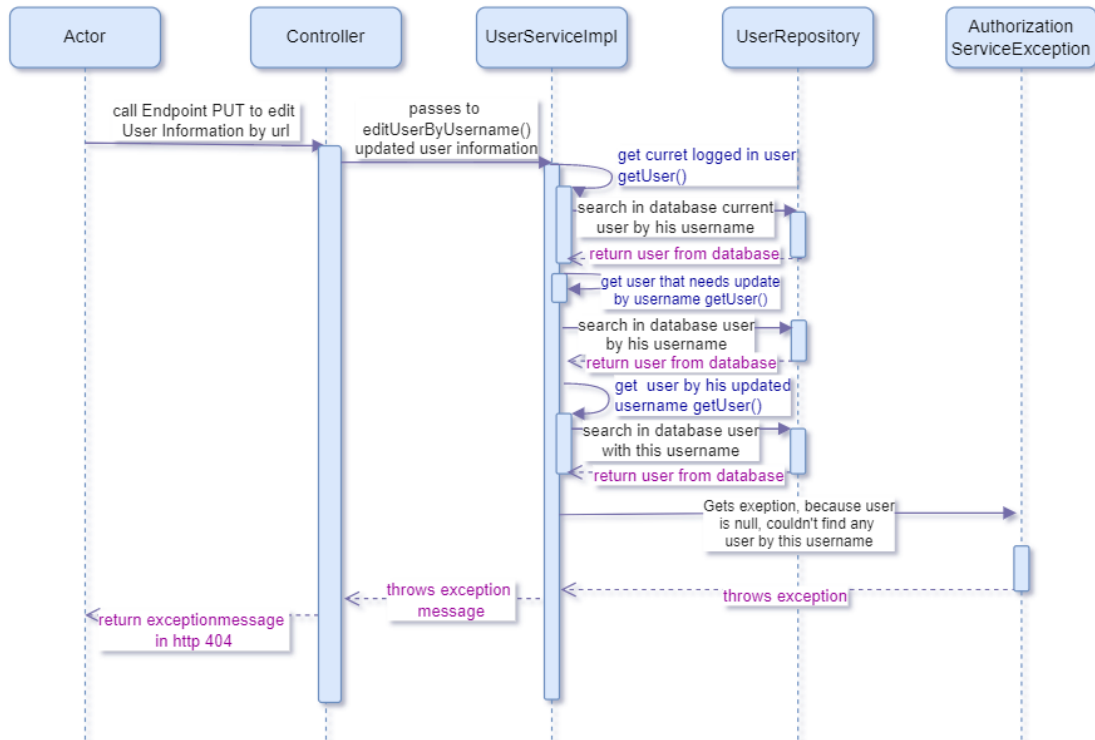 Actor
Controller
UserServiceImpl
UserRepository
Authorization
ServiceException
call Endpoint PUT to edit
User Information by url
passes to
editUserByUsername()
updated user information
get curret logged in user
getUser()
search in database current
user by his username
return user from database
get user that needs update
by username getUser()
search in database user
by his username
return user from database
get user by his updated
username getUser()
search in database user
with this username
return user from database
Gets exeption, because user
is null, couldn't find any
user by this username
throws exception
throws exception
message
return exceptionmessage
in http 404